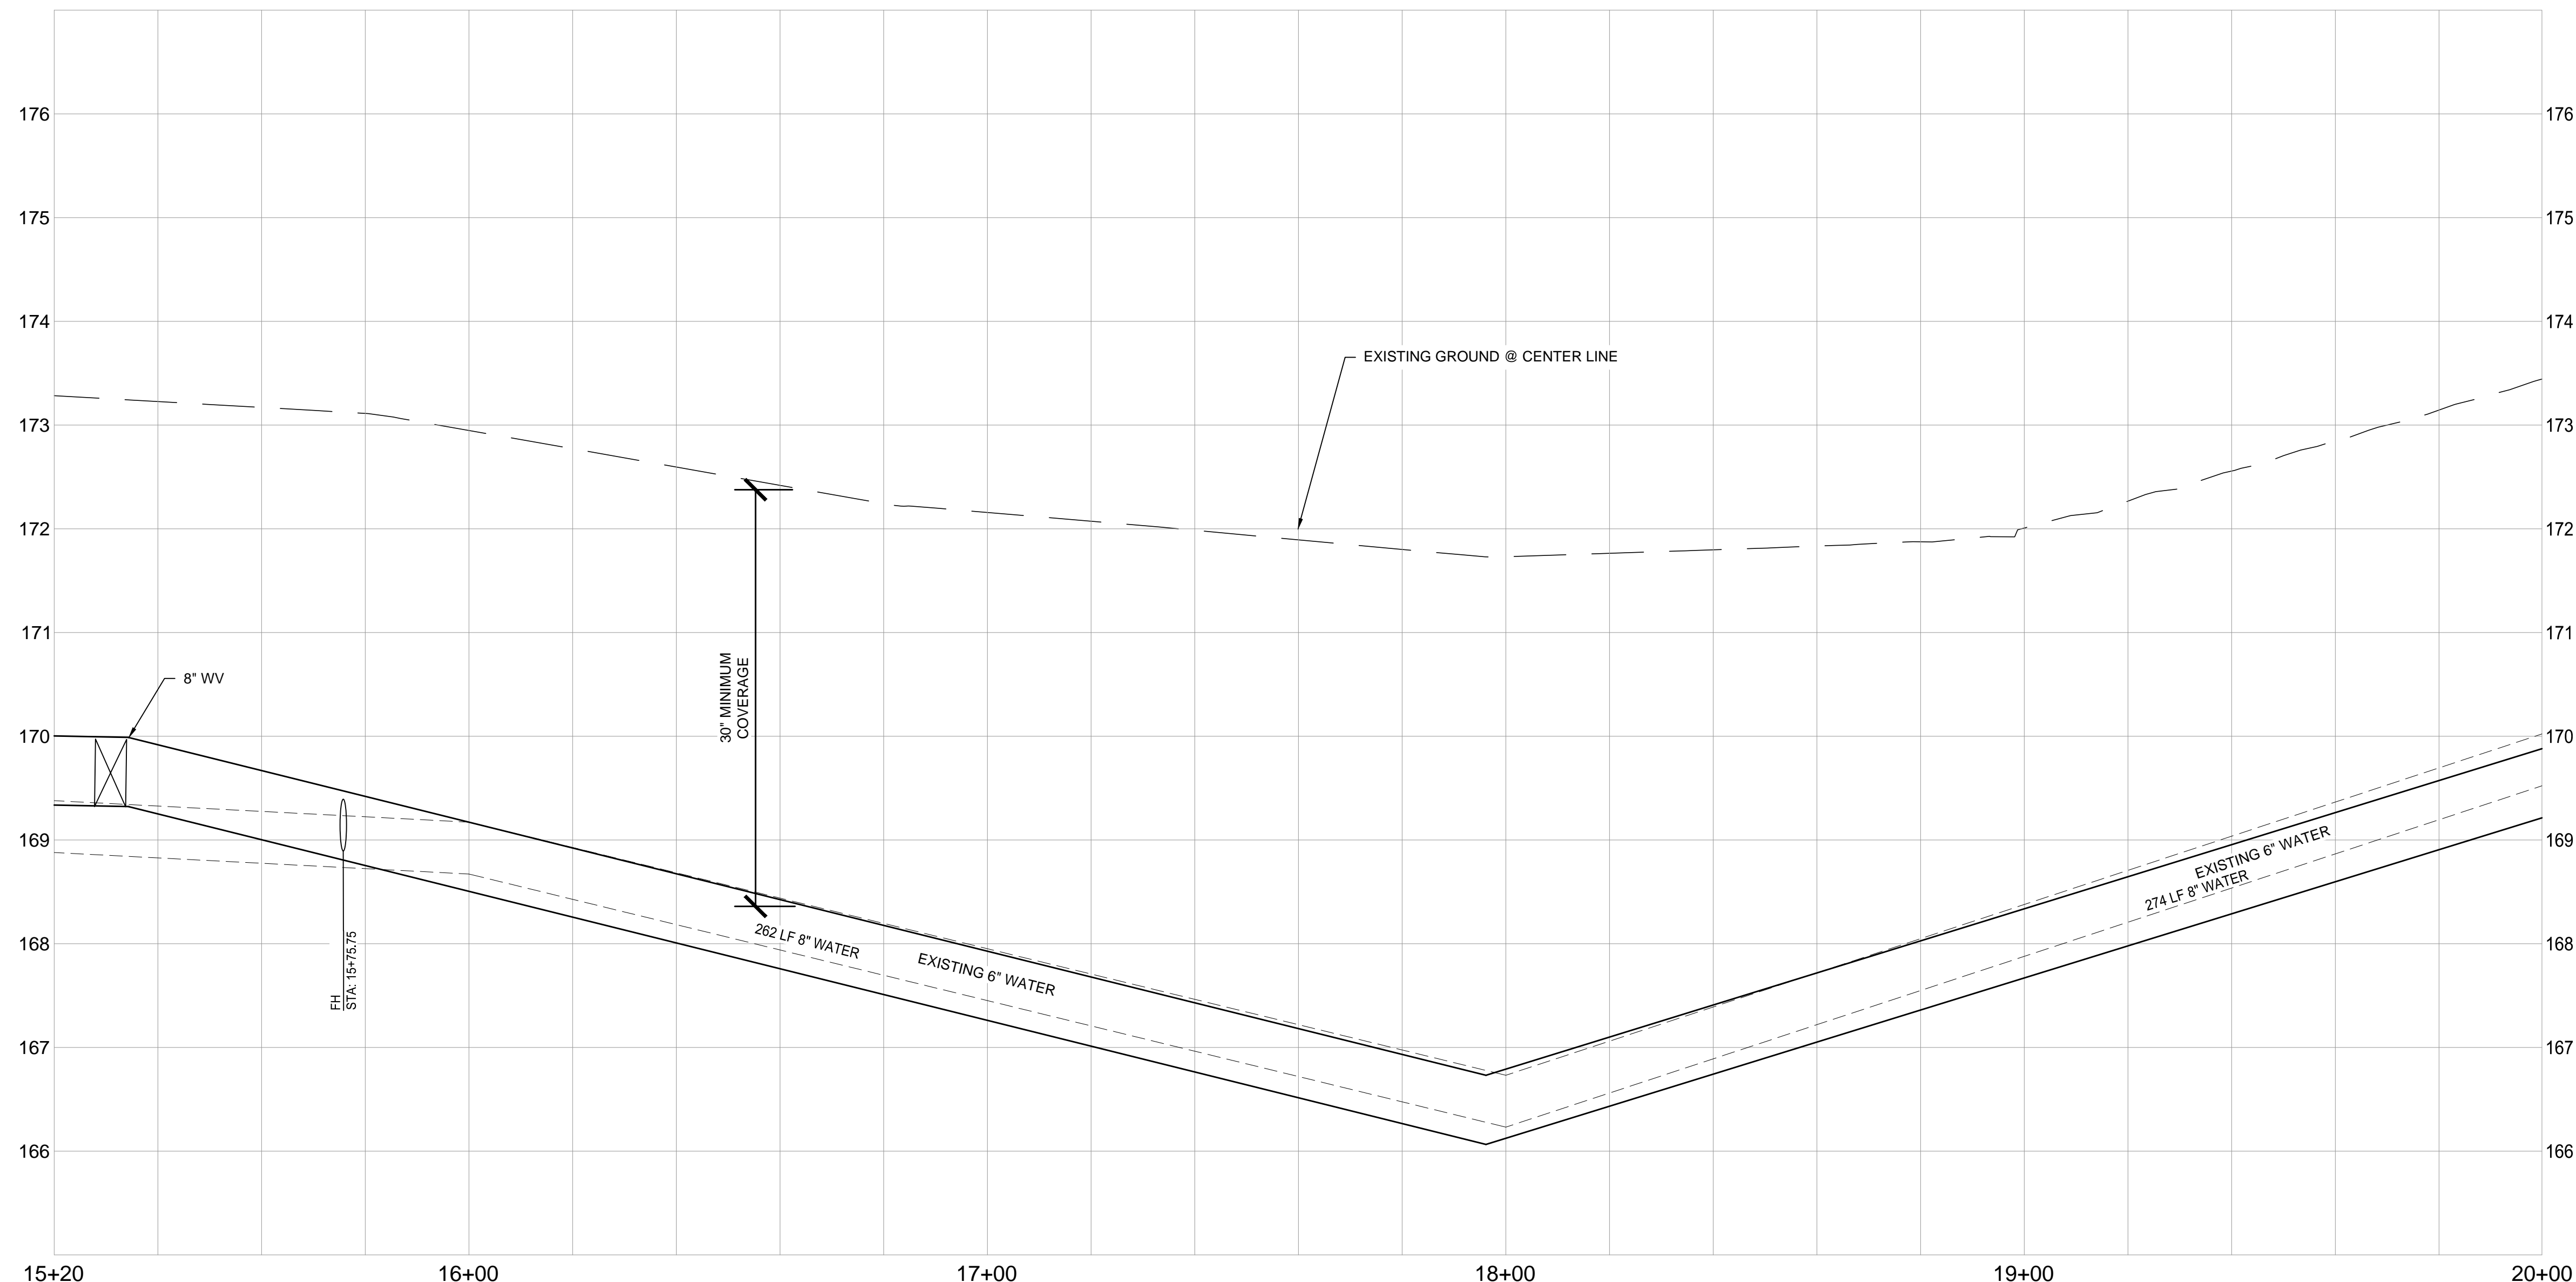 176
176
175
175
174
174
EXISTING GROUND @ CENTER LINE
173
173
172
172
171
171
30" MINIMUM
COVERAGE
8" WV
170
170
169
169
EXISTING 6" WATER
274 LF 8" WATER
262 LF 8" WATER
EXISTING 6" WATER
168
168
FH
STA: 15+75.75
167
167
166
166
15+20
16+00
17+00
18+00
19+00
20+00